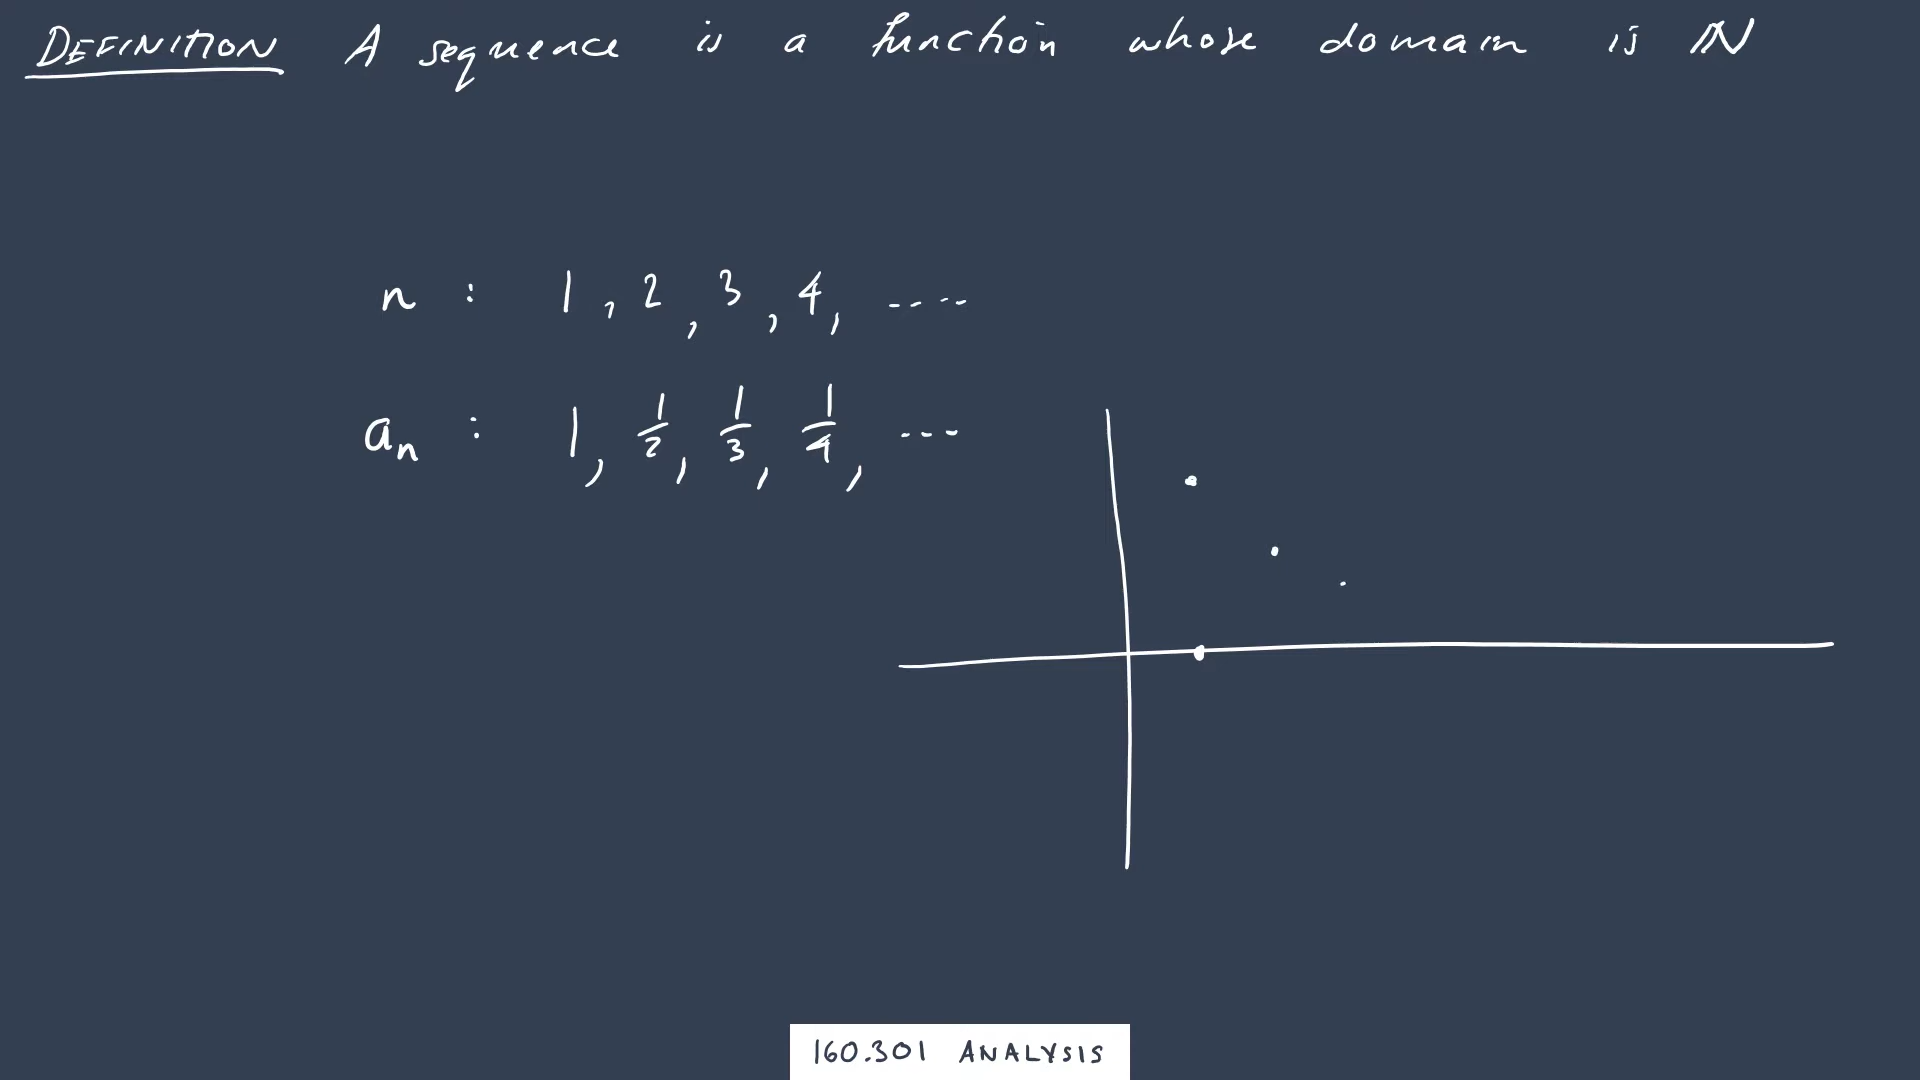 DEFINITION A sequence is a function whose domain is ℕ
n : 1, 2, 3, 4, ....
aₙ : 1, 1/2, 1/3, 1/4, ...
160.301 ANALYSIS